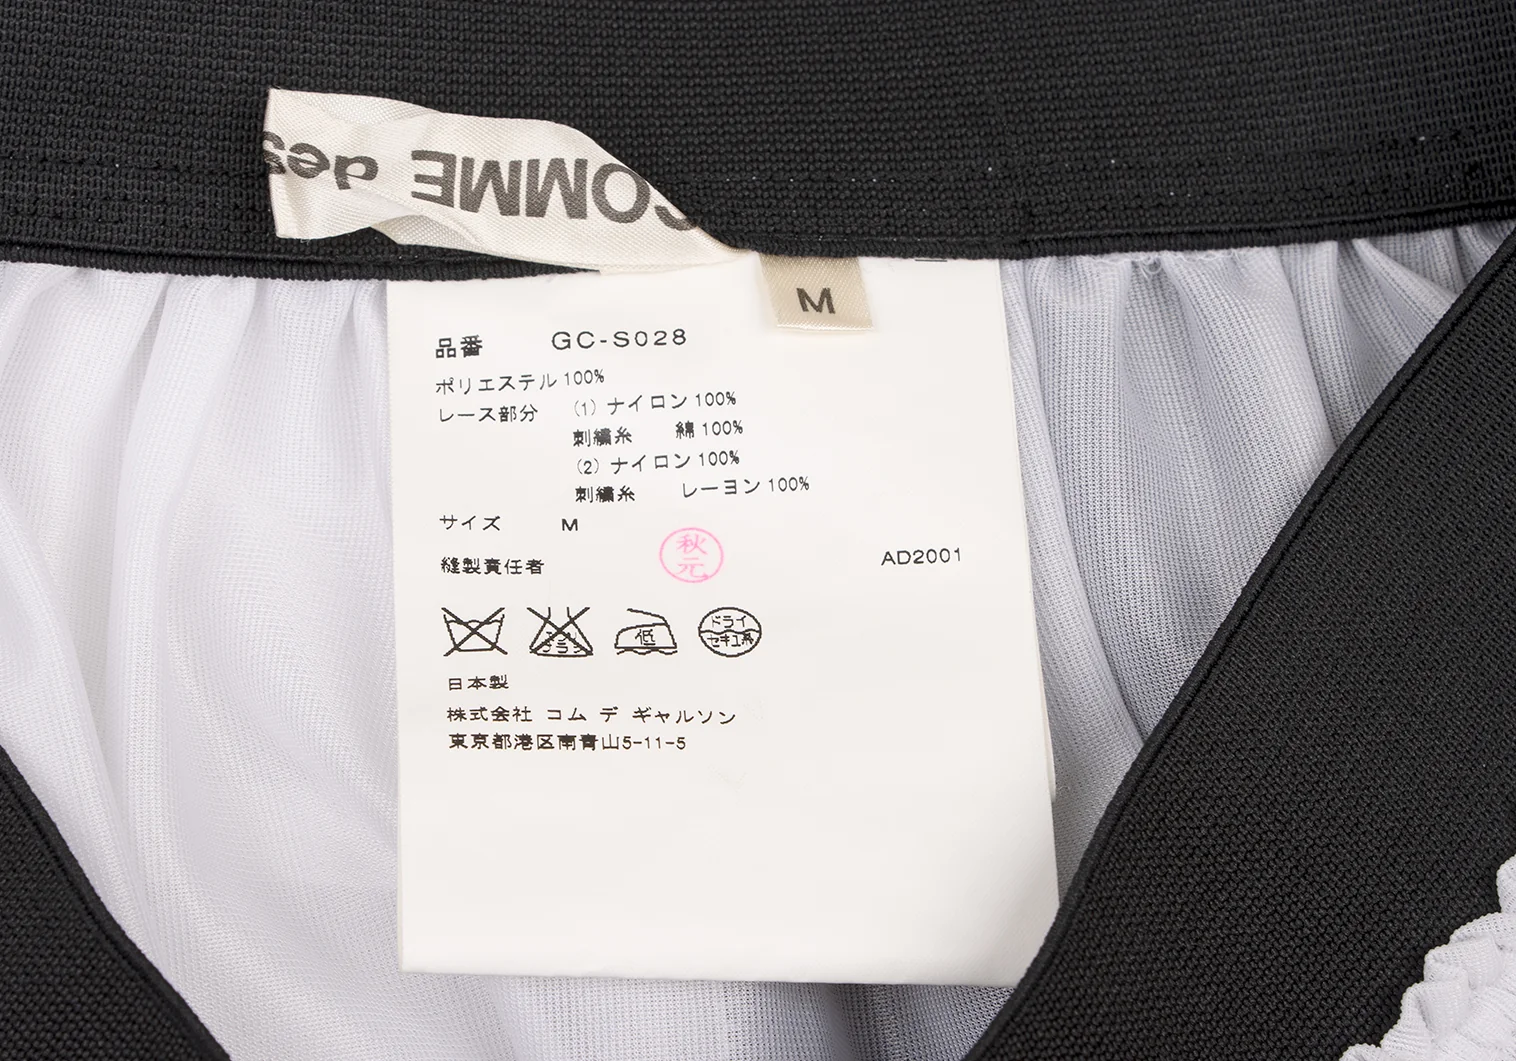 COMME des
M
品番 GC-S028
ポリエステル 100%
レース部分 (1) ナイロン 100%
刺繍糸 綿 100%
(2) ナイロン 100%
刺繍糸 レーヨン 100%
サイズ M
縫製責任者 秋元 AD2001
低 ドライ セキユ系
日本製
株式会社 コム デ ギャルソン
東京都港区南青山5-11-5